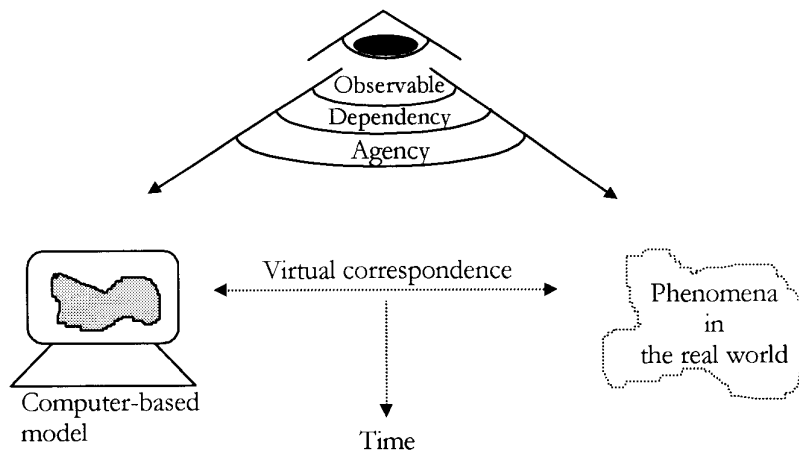 Observable
Dependency
Agency
Virtual correspondence
Phenomena
in
the real world
Computer-based
model
Time